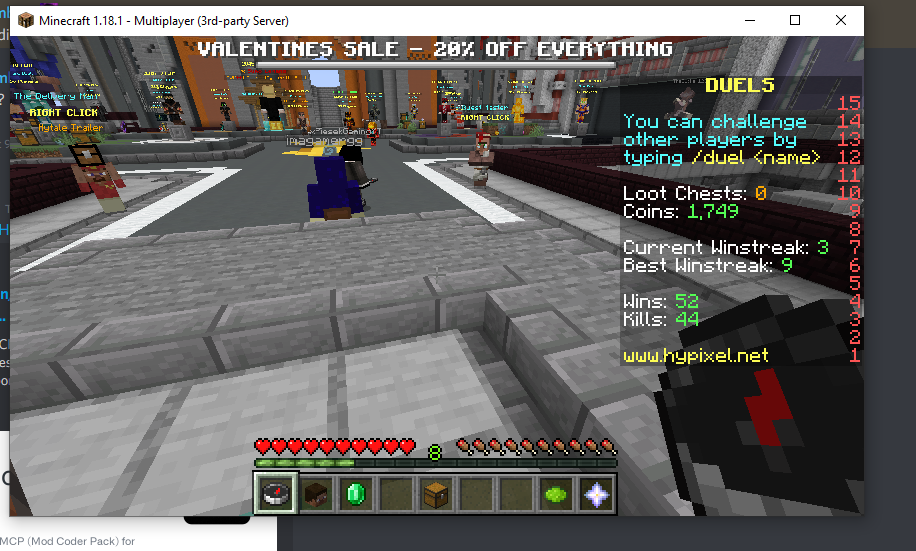 Minecraft 1.18.1 - Multiplayer (3rd-party Server)
VALENTINES SALE - 20% OFF EVERYTHING
The Delivery Man
RIGHT CLICK
Hytale Trailer
Quest Master
RIGHT CLICK
DUELS
15
You can challenge 14
other players by 13
typing /duel <name> 12
11
Loot Chests: 0 10
Coins: 1,749 9
8
Current Winstreak: 3 7
Best Winstreak: 9 6
5
Wins: 52 4
Kills: 44 3
2
www.hypixel.net 1
8
MCP (Mod Coder Pack) for